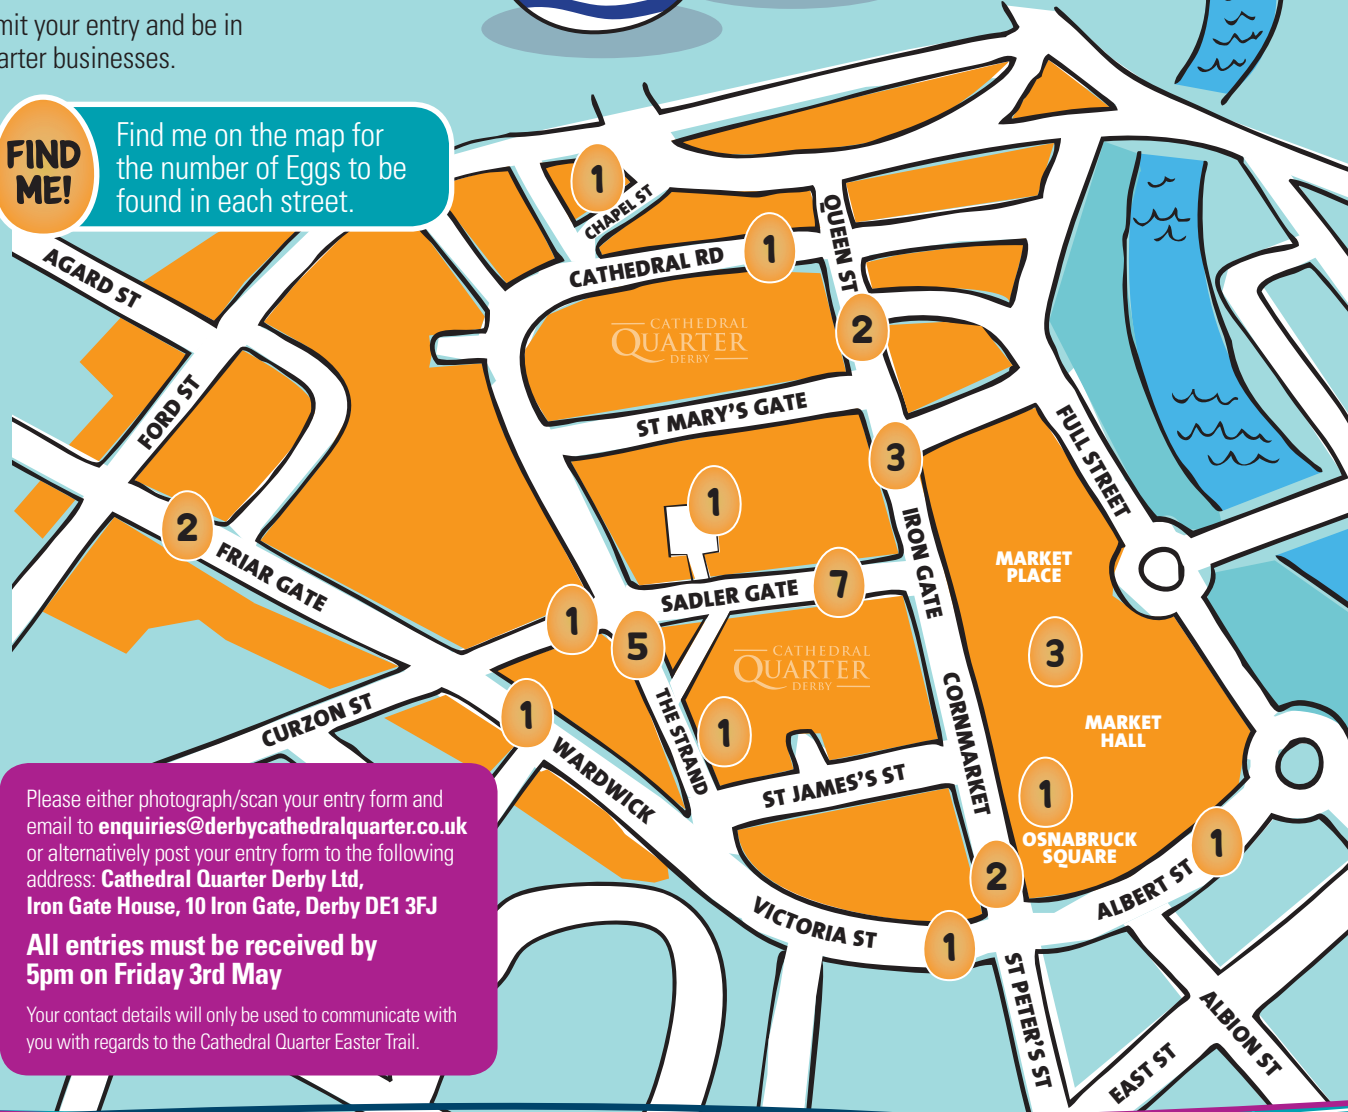 mit your entry and be in
arter businesses.
FIND
ME!
Find me on the map for
the number of Eggs to be
found in each street.
1
CHAPEL ST
QUEEN ST
CATHEDRAL RD
1
AGARD ST
CATHEDRAL
QUARTER
DERBY
2
FORD ST
ST MARY'S GATE
FULL STREET
3
1
2
FRIAR GATE
IRON GATE
MARKET
PLACE
SADLER GATE
7
1
5
3
CATHEDRAL
QUARTER
DERBY
CURZON ST
1
THE STRAND
1
CORNMARKET
MARKET
HALL
WARDWICK
ST JAMES'S ST
1
OSNABRUCK
SQUARE
1
2
ALBERT ST
VICTORIA ST
1
ST PETER'S ST
ALBION ST
EAST ST
Please either photograph/scan your entry form and
email to enquiries@derbycathedralquarter.co.uk
or alternatively post your entry form to the following
address: Cathedral Quarter Derby Ltd,
Iron Gate House, 10 Iron Gate, Derby DE1 3FJ
All entries must be received by
5pm on Friday 3rd May
Your contact details will only be used to communicate with
you with regards to the Cathedral Quarter Easter Trail.